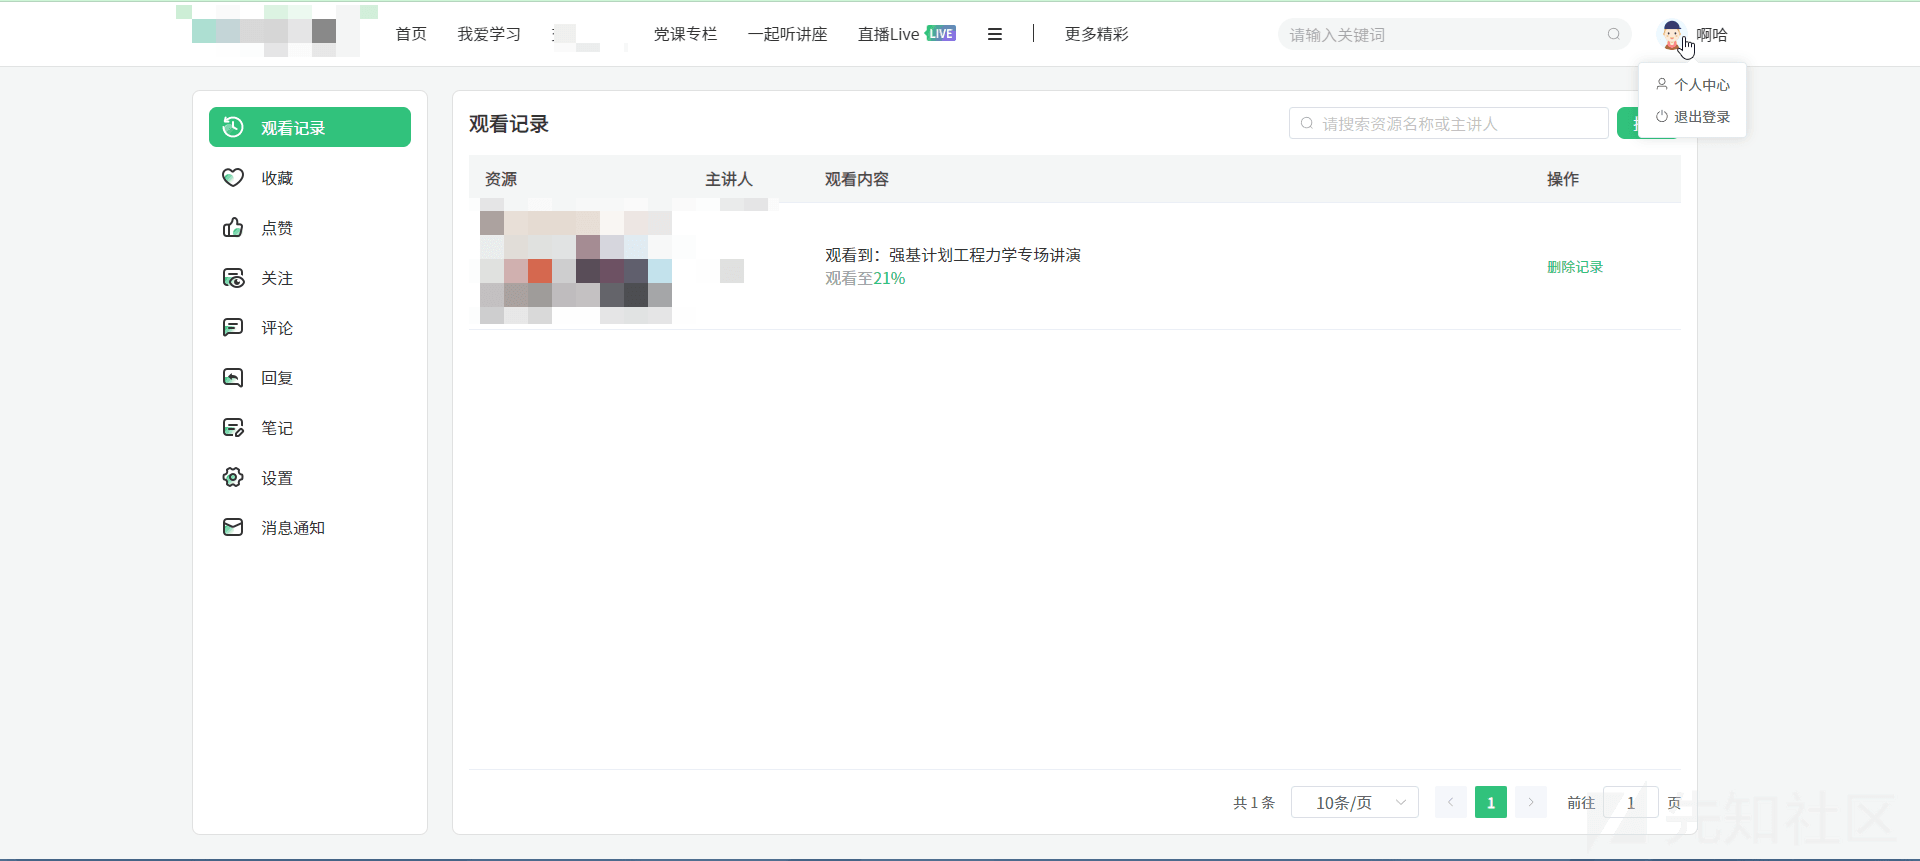 首页 我爱学习 党课专栏 一起听讲座 直播Live LIVE 更多精彩 请输入关键词 啊哈
个人中心
退出登录
观看记录
收藏
点赞
关注
评论
回复
笔记
设置
消息通知
观看记录 请搜索资源名称或主讲人
资源 主讲人 观看内容 操作
观看到：强基计划工程力学专场讲演
观看至21%
删除记录
共 1 条 10条/页 1 前往 1 页
先知社区